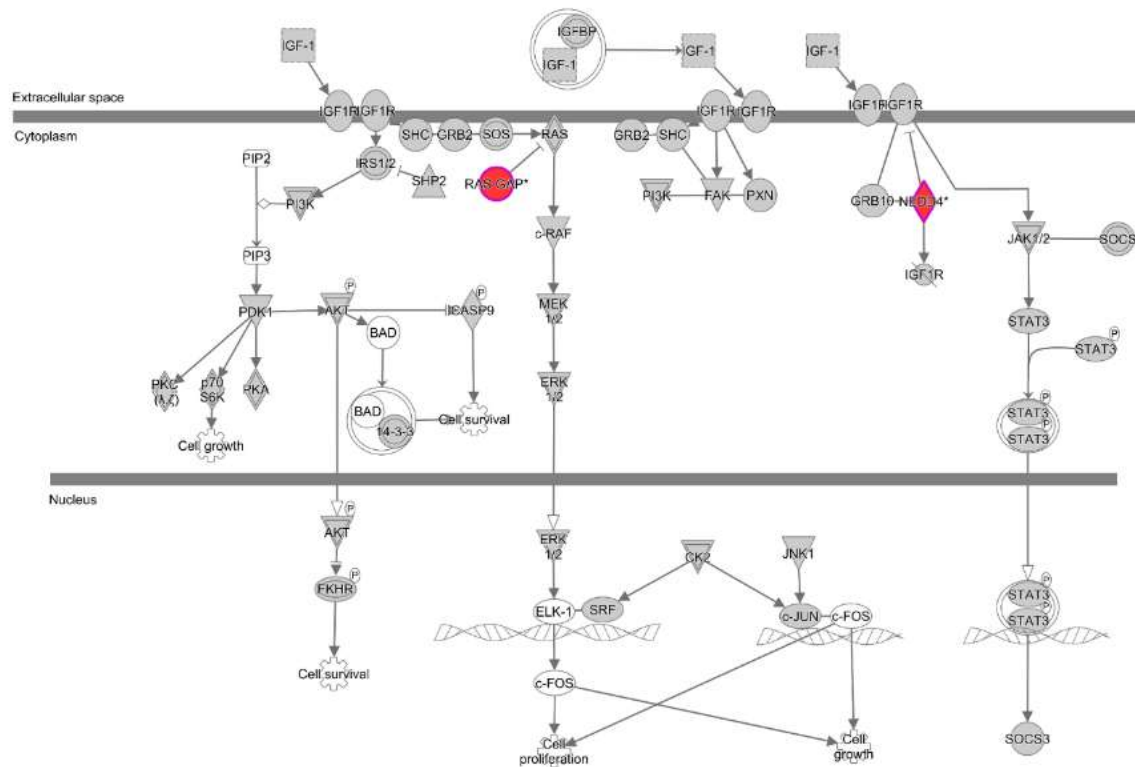 IGFBP
IGF-1
IGF-1
IGF-1
IGF-1
Extracellular space
IGF1R
IGF1R
IGF1R
IGF1R
IGF1R
IGF1R
Cytoplasm
SHC
GRB2
SOS
RAS
GRB2
SHC
PIP2
IRS1/2
SHP2
RAS GAP*
PI3K
PI3K
FAK
PXN
GRB10
NEDD4*
c-RAF
JAK1/2
SOCS
PIP3
IGF1R
PDK1
AKT
P
CASP9
P
MEK
1/2
STAT3
BAD
STAT3
P
PKC
(λ,ζ)
p70
S6K
PKA
ERK
1/2
BAD
14-3-3
Cell survival
STAT3
P
STAT3
P
Cell growth
Nucleus
AKT
P
ERK
1/2
CK2
JNK1
FKHR
P
ELK-1
SRF
c-JUN
c-FOS
STAT3
P
STAT3
P
Cell survival
c-FOS
Cell
proliferation
Cell
growth
SOCS3